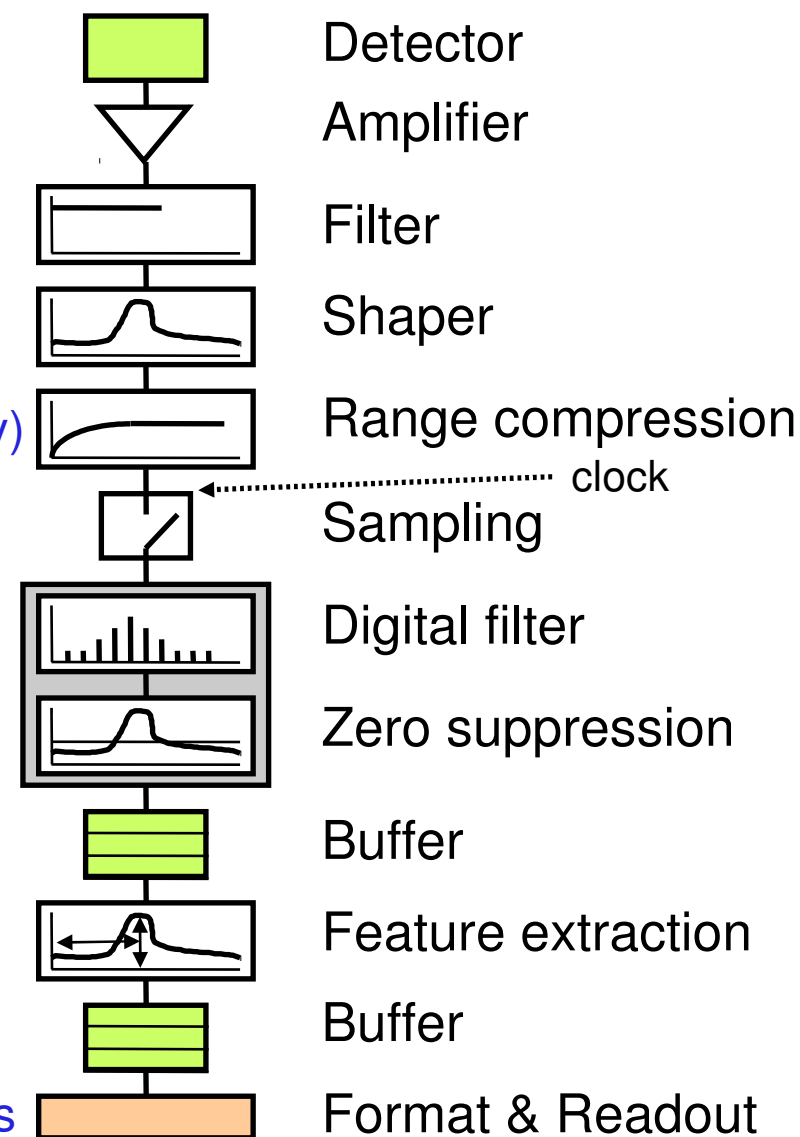 Detector
Amplifier
Filter
Shaper
y) Range compression
clock
Sampling
Digital filter
Zero suppression
Buffer
Feature extraction
Buffer
s Format & Readout